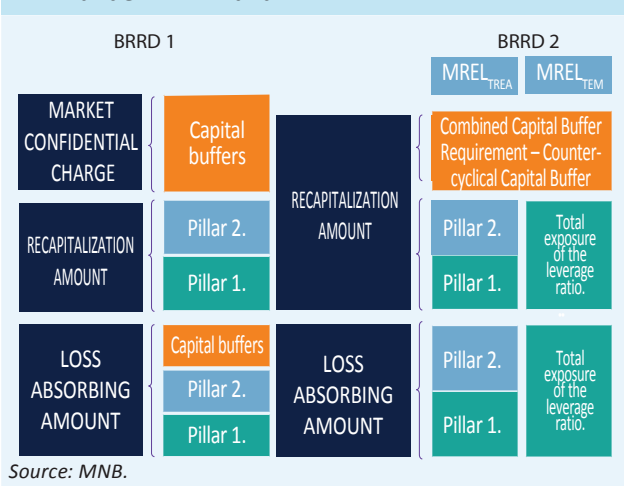 BRRD 1
BRRD 2
MREL TREA
MREL TEM
MARKET
CONFIDENTIAL
CHARGE
Capital
buffers
RECAPITALIZATION
AMOUNT
Combined Capital Buffer
Requirement – Counter-
cyclical Capital Buffer
RECAPITALIZATION
AMOUNT
Pillar 2.
Pillar 1.
Pillar 2.
Pillar 1.
Total
exposure
of the
leverage
ratio.
LOSS
ABSORBING
AMOUNT
Capital buffers
Pillar 2.
Pillar 1.
LOSS
ABSORBING
AMOUNT
Pillar 2.
Pillar 1.
Total
exposure
of the
leverage
ratio.
Source: MNB.